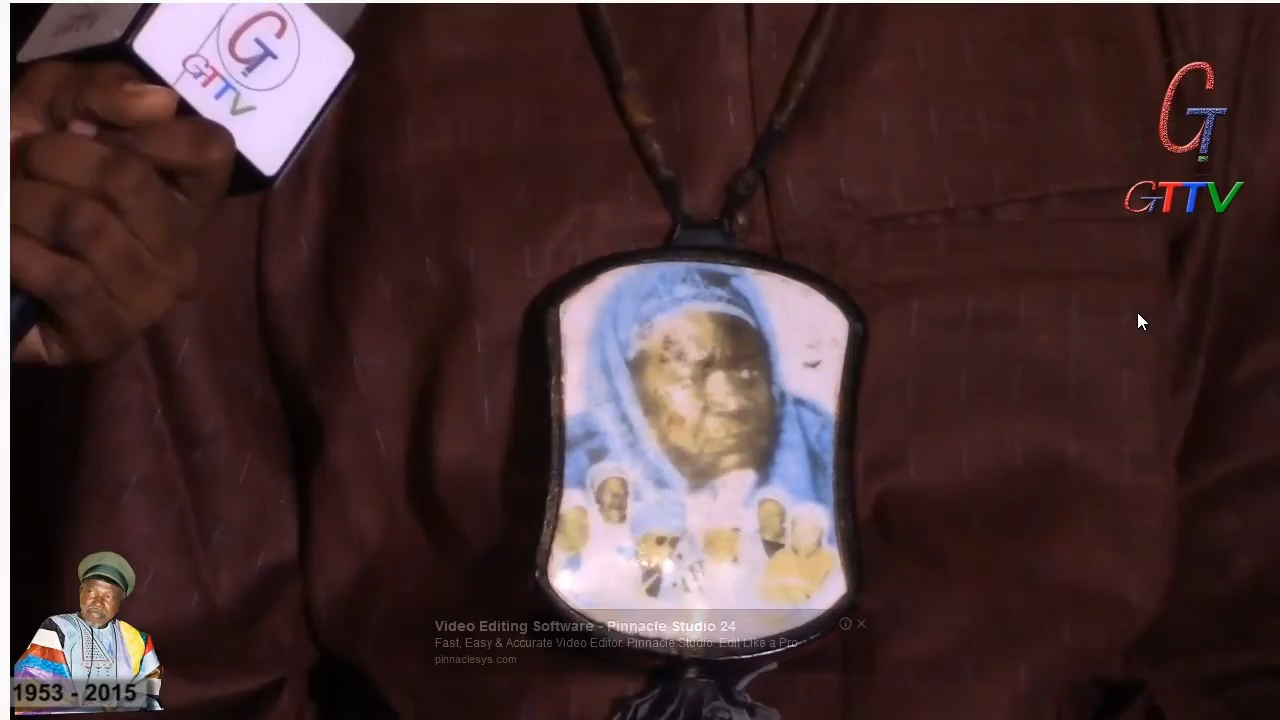 G
T
GTTV
GT
GTTV
Video Editing Software - Pinnacle Studio 24
Fast, Easy & Accurate Video Editor. Pinnacle Studio: Edit Like a Pro
pinnaclesys.com
1953 - 2015